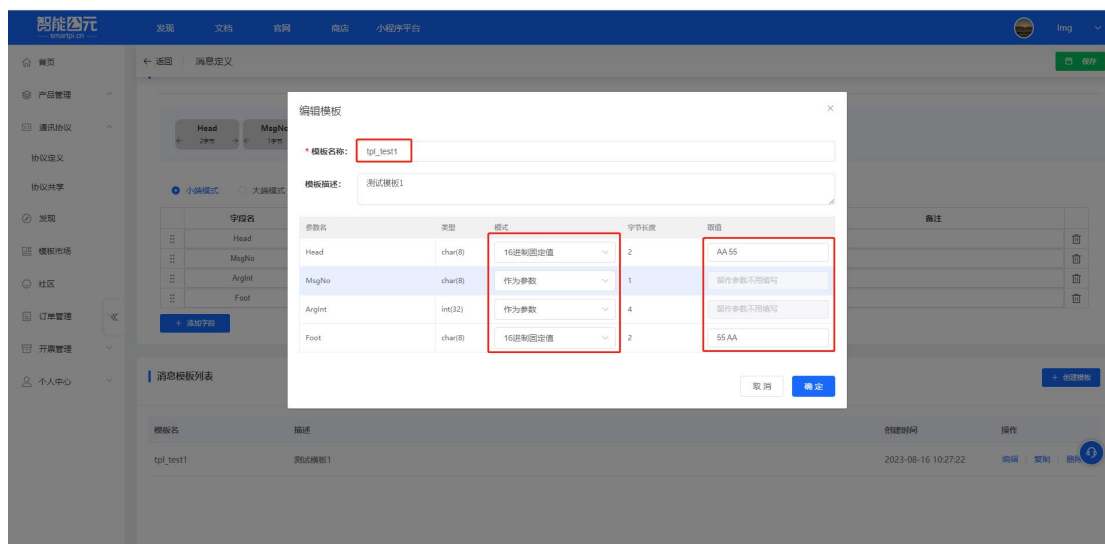 智能图元
smartpi.cn
发现 文档 官网 商店 小程序平台
lmg
首页
← 返回 消息定义
保存
产品管理
通讯协议
协议定义
协议共享
发现
模板市场
社区
订单管理
开票管理
个人中心
Head MsgNo
2字节 1字节
小端模式 大端模式
字段名 备注
Head
MsgNo
ArgInt
Foot
+ 添加字段
编辑模板 ×
* 模板名称: tpl_test1
模板描述: 测试模板1
参数名 类型 模式 字节长度 取值
Head char(8) 16进制固定值 2 AA 55
MsgNo char(8) 作为参数 1 留作参数不用填写
ArgInt int(32) 作为参数 4 留作参数不用填写
Foot char(8) 16进制固定值 2 55 AA
取消 确定
消息模板列表 + 创建模板
模板名 描述 创建时间 操作
tpl_test1 测试模板1 2023-08-16 10:27:22 编辑 复制 删除